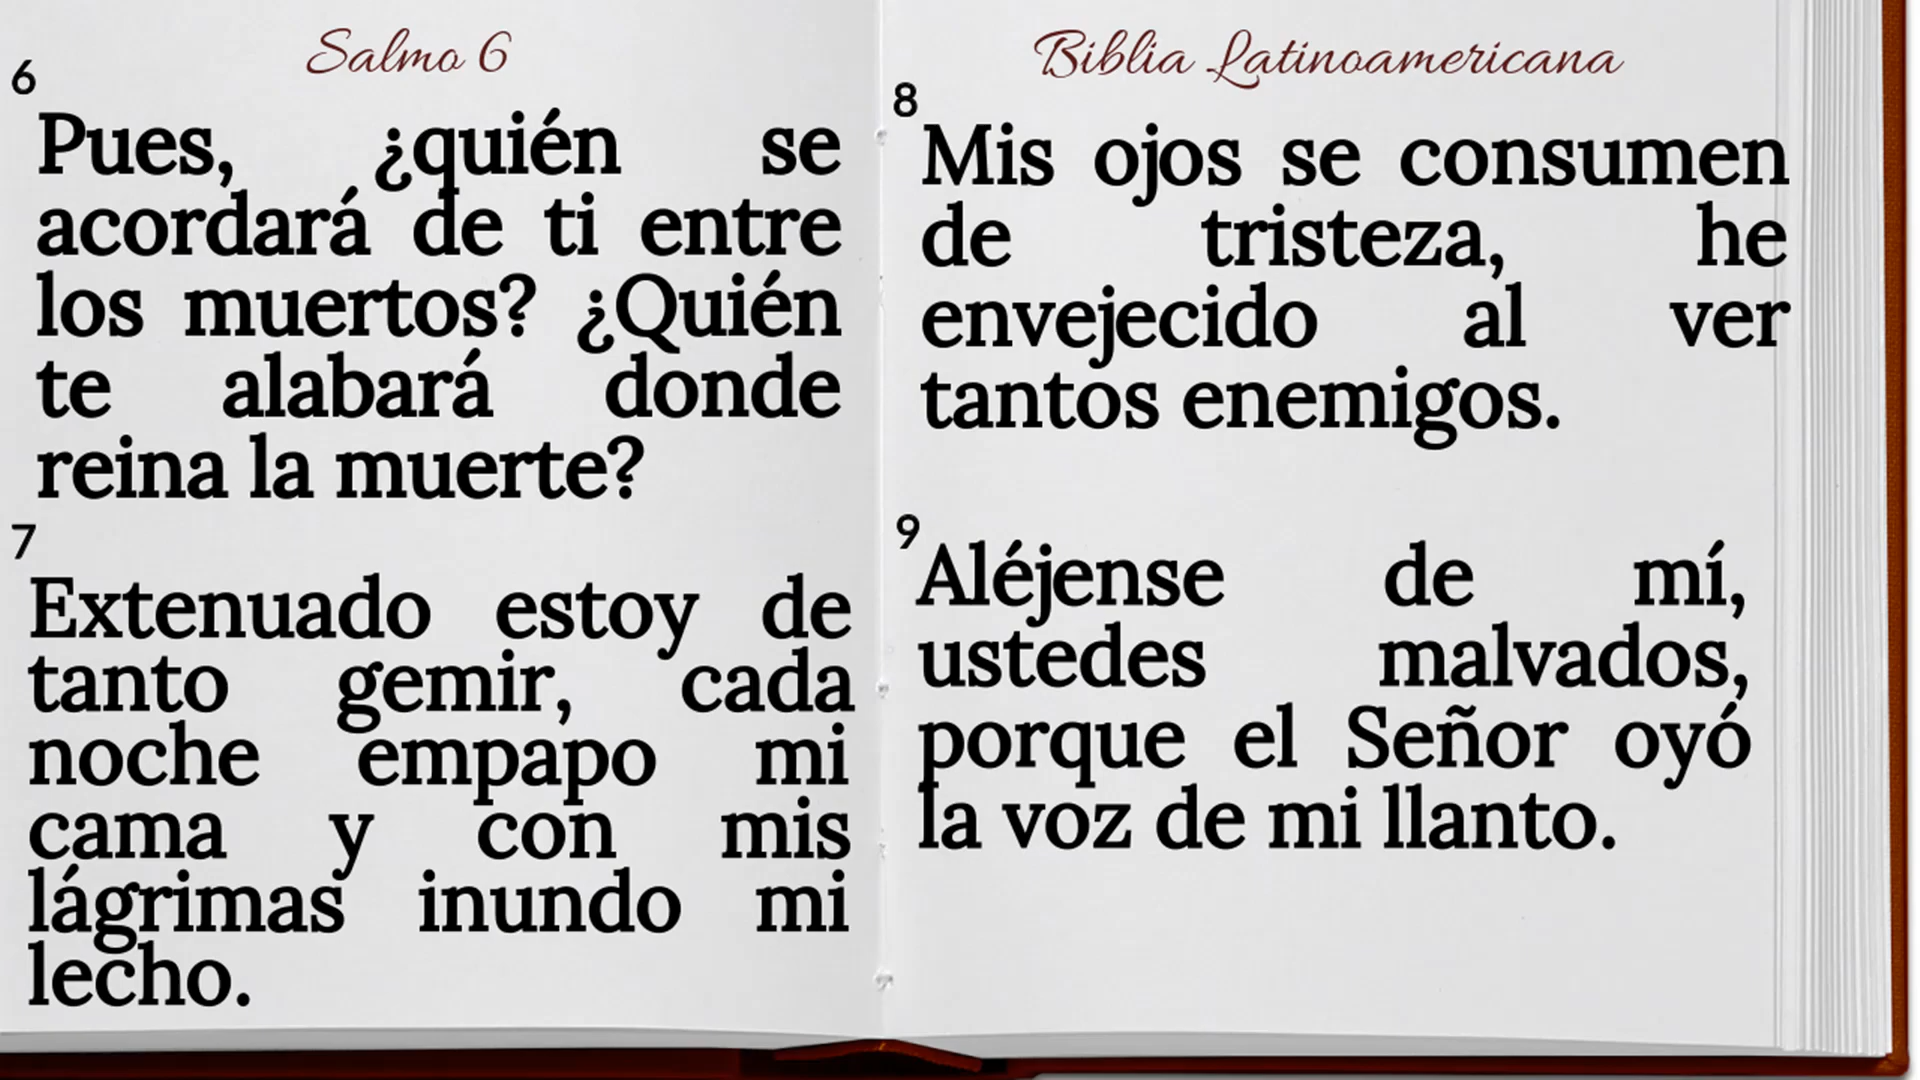 Salmo 6
6
Pues, ¿quién se
acordará de ti entre
los muertos? ¿Quién
te alabará donde
reina la muerte?
7
Extenuado estoy de
tanto gemir, cada
noche empapo mi
cama y con mis
lágrimas inundo mi
lecho.
Biblia Latinoamericana
8
Mis ojos se consumen
de tristeza, he
envejecido al ver
tantos enemigos.
9
Aléjense de mí,
ustedes malvados,
porque el Señor oyó
la voz de mi llanto.